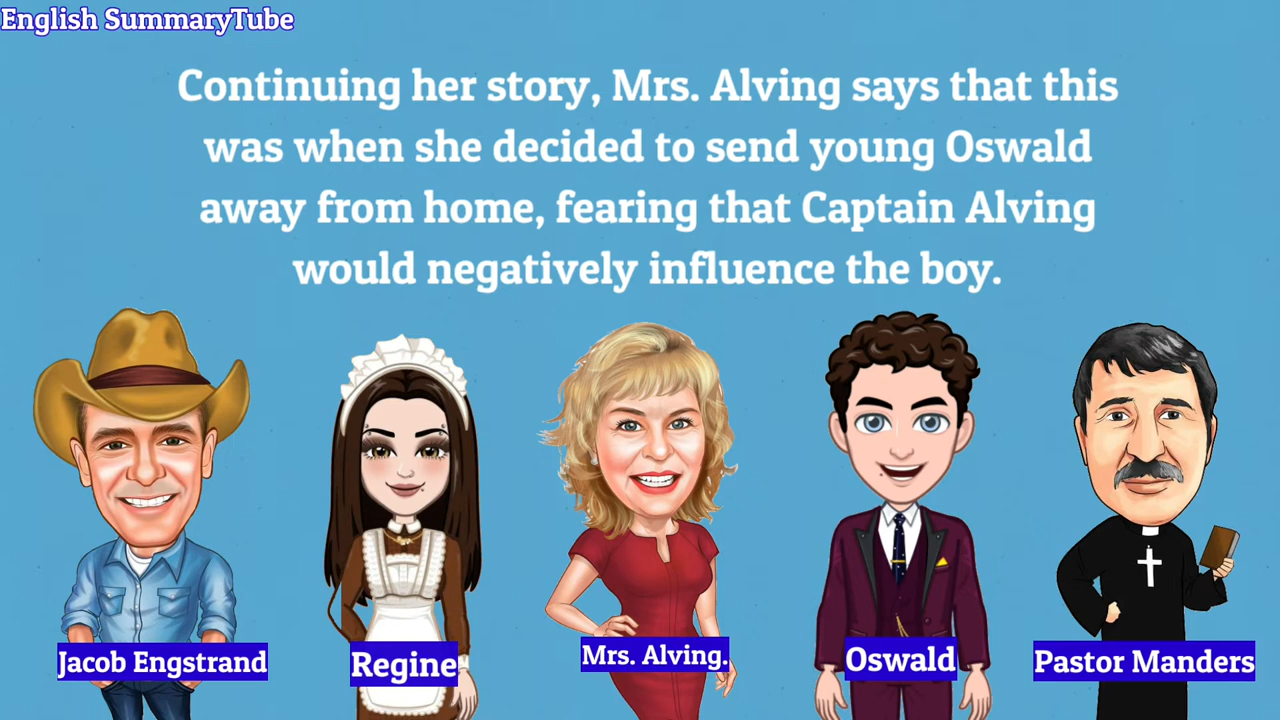 English SummaryTube
Continuing her story, Mrs. Alving says that this
was when she decided to send young Oswald
away from home, fearing that Captain Alving
would negatively influence the boy.
Jacob Engstrand
Regine
Mrs. Alving.
Oswald
Pastor Manders